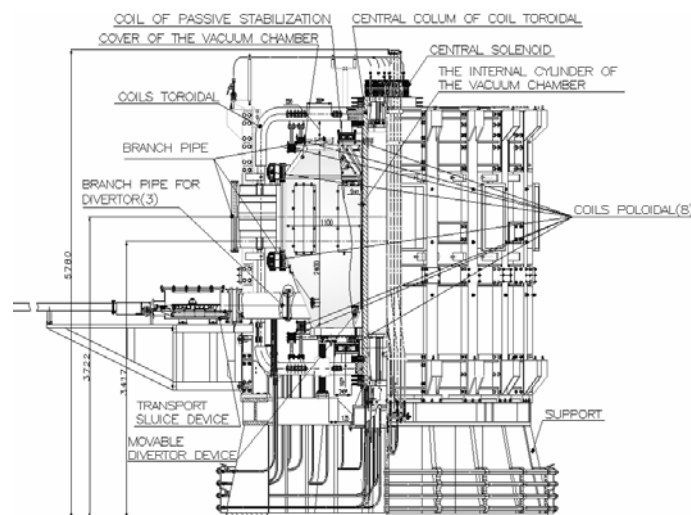 COIL OF PASSIVE STABILIZATION
CENTRAL COLUM OF COIL TOROIDAL
COVER OF THE VACUUM CHAMBER
CENTRAL SOLENOID
THE INTERNAL CYLINDER OF
THE VACUUM CHAMBER
COILS TOROIDAL
BRANCH PIPE
BRANCH PIPE FOR
DIVERTOR(3)
COILS POLOIDAL(8)
1100
2400
5780
3722
TRANSPORT
SLUICE DEVICE
MOVABLE
DIVERTOR DEVICE
SUPPORT